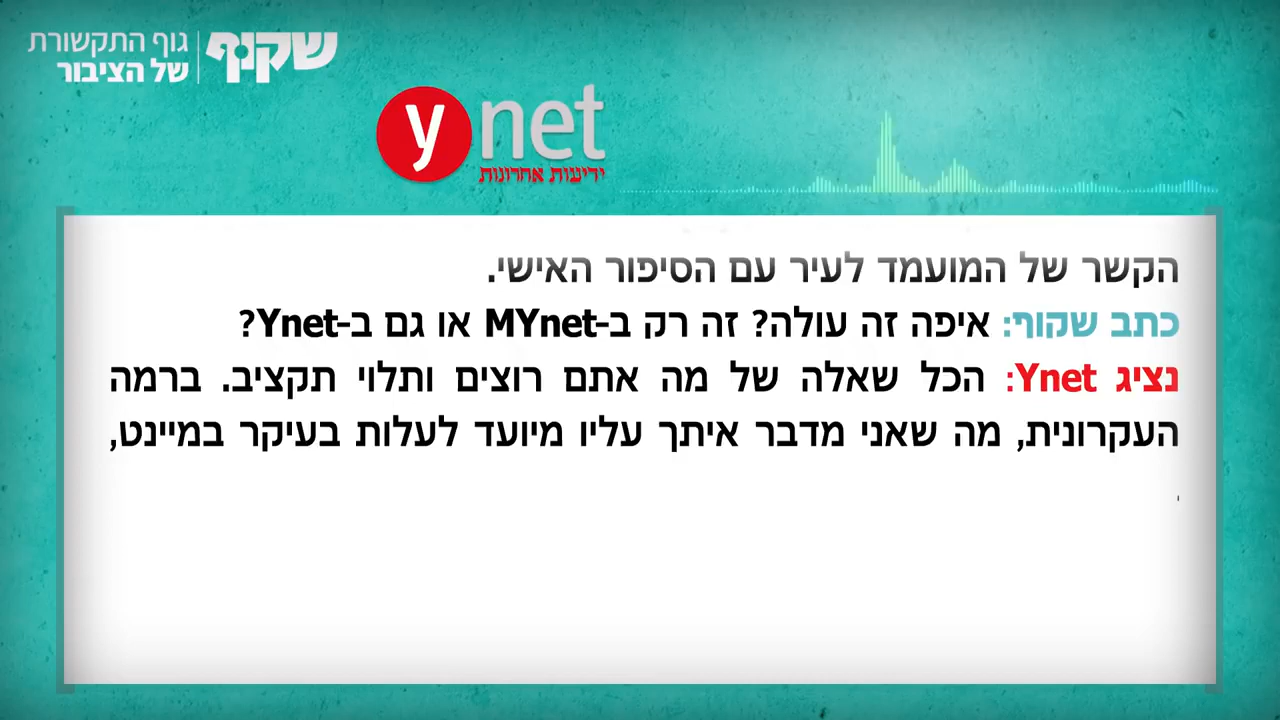 שקוף
גוף התקשורת
של הציבור
ynet
ידיעות אחרונות
הקשר של המועמד לעיר עם הסיפור האישי.
כתב שקוף: איפה זה עולה? זה רק ב-MYnet או גם ב-Ynet?
נציג Ynet: הכל שאלה של מה אתם רוצים ותלוי תקציב. ברמה
העקרונית, מה שאני מדבר איתך עליו מיועד לעלות בעיקר במיינט,